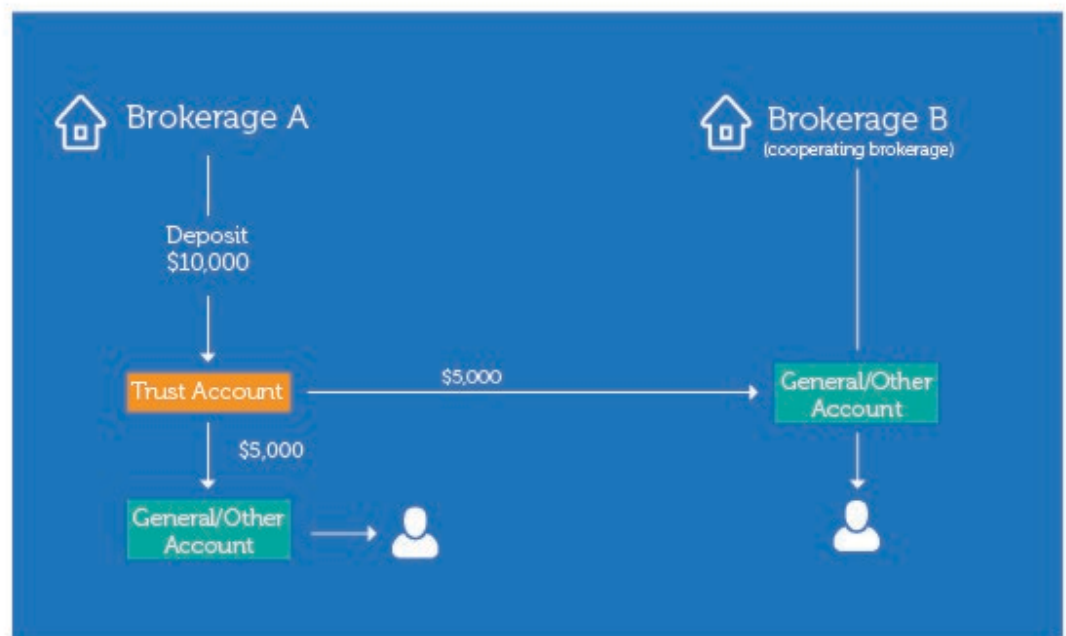 Brokerage A
Brokerage B
(cooperating brokerage)
Deposit
$10,000
Trust Account
$5,000
General/Other
Account
$5,000
General/Other
Account